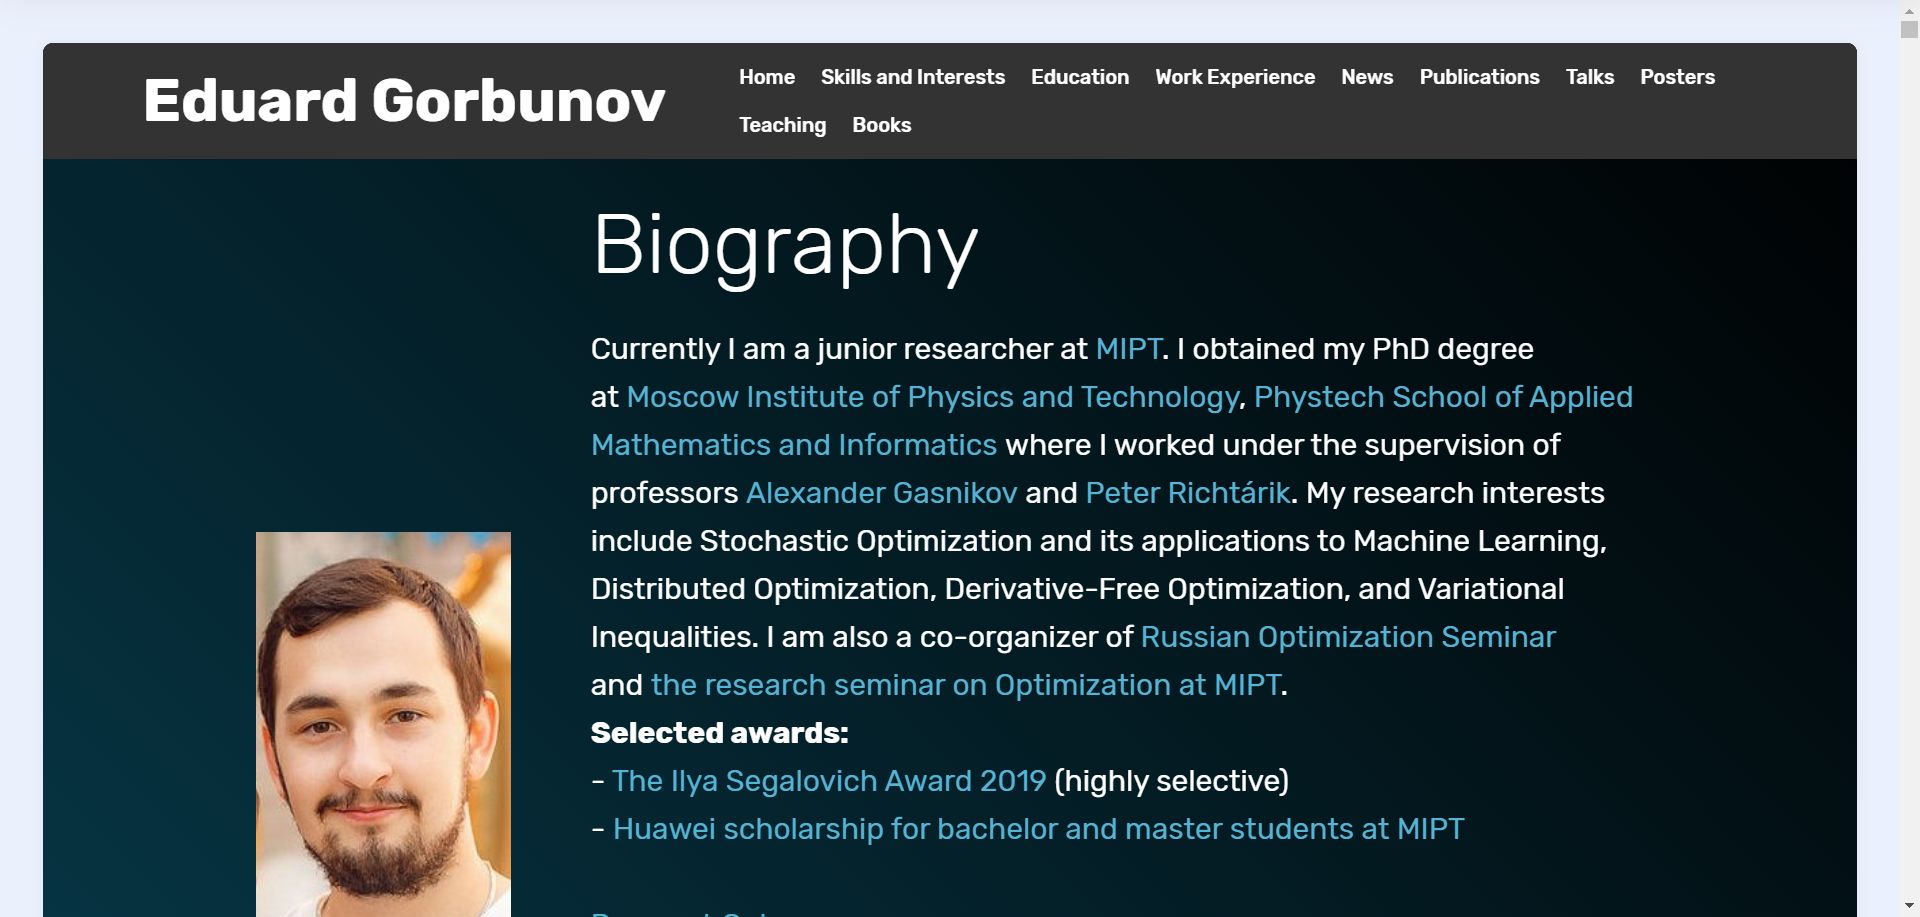 Eduard Gorbunov
Home Skills and Interests Education Work Experience News Publications Talks Posters
Teaching Books
Biography
Currently I am a junior researcher at MIPT. I obtained my PhD degree
at Moscow Institute of Physics and Technology, Phystech School of Applied
Mathematics and Informatics where I worked under the supervision of
professors Alexander Gasnikov and Peter Richtárik. My research interests
include Stochastic Optimization and its applications to Machine Learning,
Distributed Optimization, Derivative-Free Optimization, and Variational
Inequalities. I am also a co-organizer of Russian Optimization Seminar
and the research seminar on Optimization at MIPT.
Selected awards:
- The Ilya Segalovich Award 2019 (highly selective)
- Huawei scholarship for bachelor and master students at MIPT